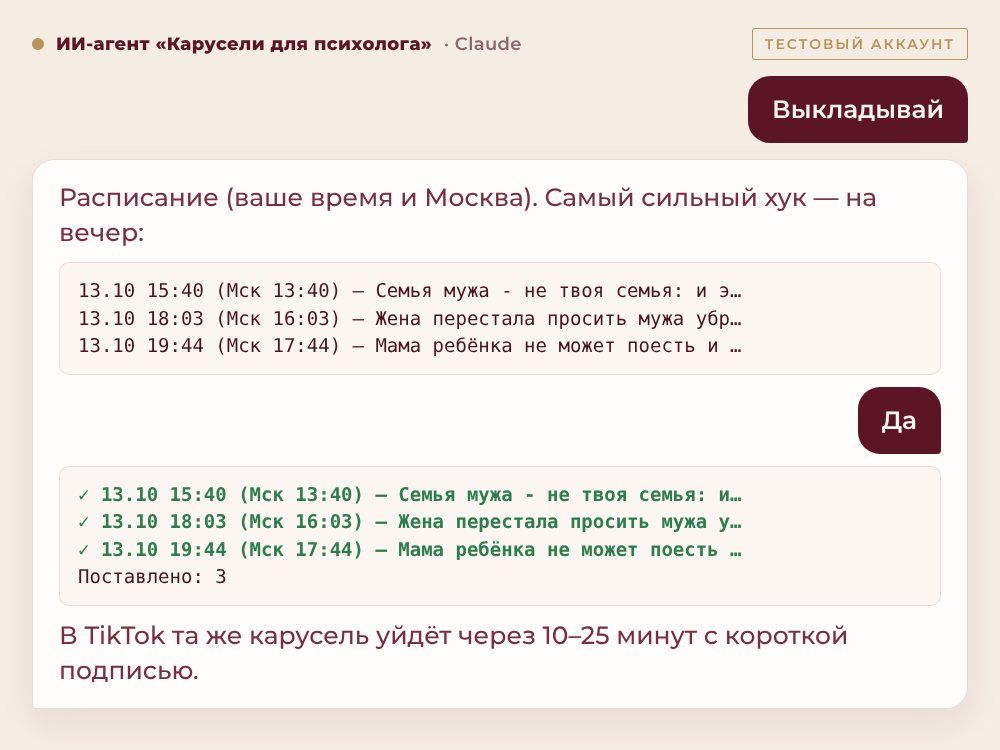 ИИ-агент «Карусели для психолога» · Claude
ТЕСТОВЫЙ АККАУНТ
Выкладывай
Расписание (ваше время и Москва). Самый сильный хук — на
вечер:
13.10 15:40 (Мск 13:40) — Семья мужа - не твоя семья: и э…
13.10 18:03 (Мск 16:03) — Жена перестала просить мужа убр…
13.10 19:44 (Мск 17:44) — Мама ребёнка не может поесть и …
Да
✓ 13.10 15:40 (Мск 13:40) — Семья мужа - не твоя семья: и…
✓ 13.10 18:03 (Мск 16:03) — Жена перестала просить мужа у…
✓ 13.10 19:44 (Мск 17:44) — Мама ребёнка не может поесть …
Поставлено: 3
В TikTok та же карусель уйдёт через 10–25 минут с короткой
подписью.